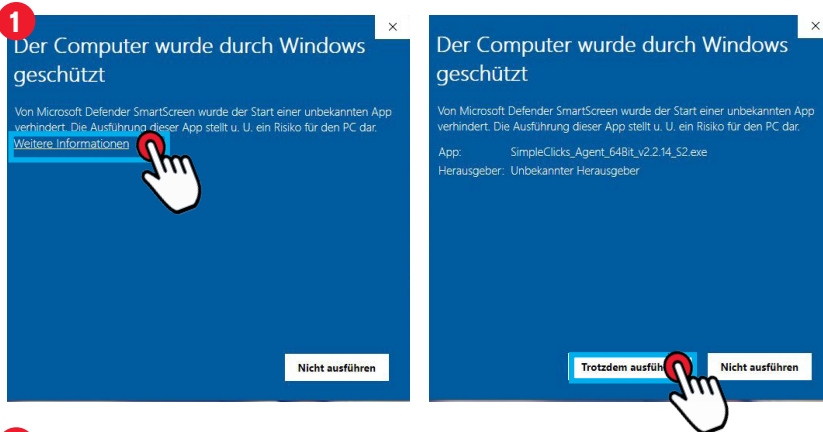 1
Der Computer wurde durch Windows
geschützt
Von Microsoft Defender SmartScreen wurde der Start einer unbekannten App
verhindert. Die Ausführung dieser App stellt u. U. ein Risiko für den PC dar.
Weitere Informationen
Nicht ausführen
Der Computer wurde durch Windows
geschützt
Von Microsoft Defender SmartScreen wurde der Start einer unbekannten App
verhindert. Die Ausführung dieser App stellt u. U. ein Risiko für den PC dar.
App: SimpleClicks_Agent_64Bit_v2.2.14_S2.exe
Herausgeber: Unbekannter Herausgeber
Trotzdem ausfüh
Nicht ausführen